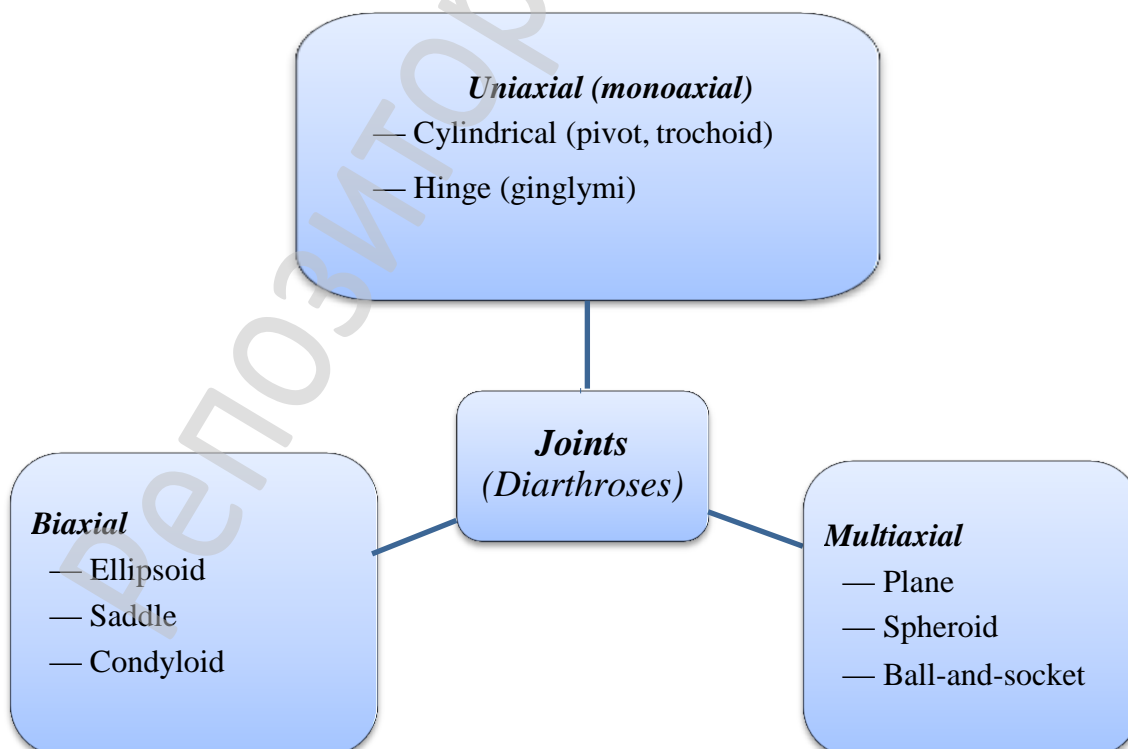 Uniaxial (monoaxial)
— Cylindrical (pivot, trochoid)
— Hinge (ginglymi)
Joints
(Diarthroses)
Biaxial
— Ellipsoid
— Saddle
— Condyloid
Multiaxial
— Plane
— Spheroid
— Ball-and-socket
Репозитор